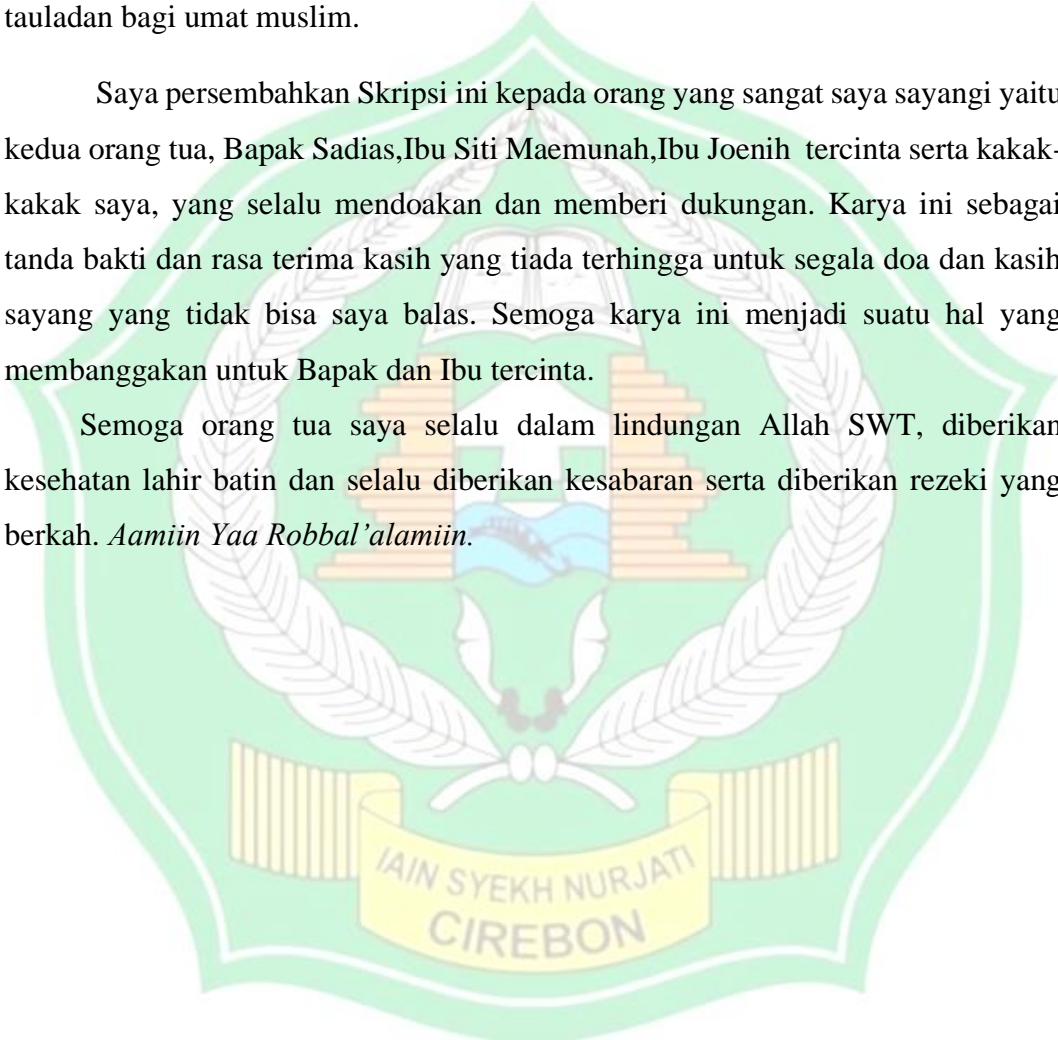 tauladan bagi umat muslim.
Saya persembahkan Skripsi ini kepada orang yang sangat saya sayangi yaitu
kedua orang tua, Bapak Sadias,Ibu Siti Maemunah,Ibu Joenih tercinta serta kakak-
kakak saya, yang selalu mendoakan dan memberi dukungan. Karya ini sebagai
tanda bakti dan rasa terima kasih yang tiada terhingga untuk segala doa dan kasih
sayang yang tidak bisa saya balas. Semoga karya ini menjadi suatu hal yang
membanggakan untuk Bapak dan Ibu tercinta.
Semoga orang tua saya selalu dalam lindungan Allah SWT, diberikan
kesehatan lahir batin dan selalu diberikan kesabaran serta diberikan rezeki yang
berkah. Aamiin Yaa Robbal’alamiin.
IAIN SYEKH NURJATI
CIREBON